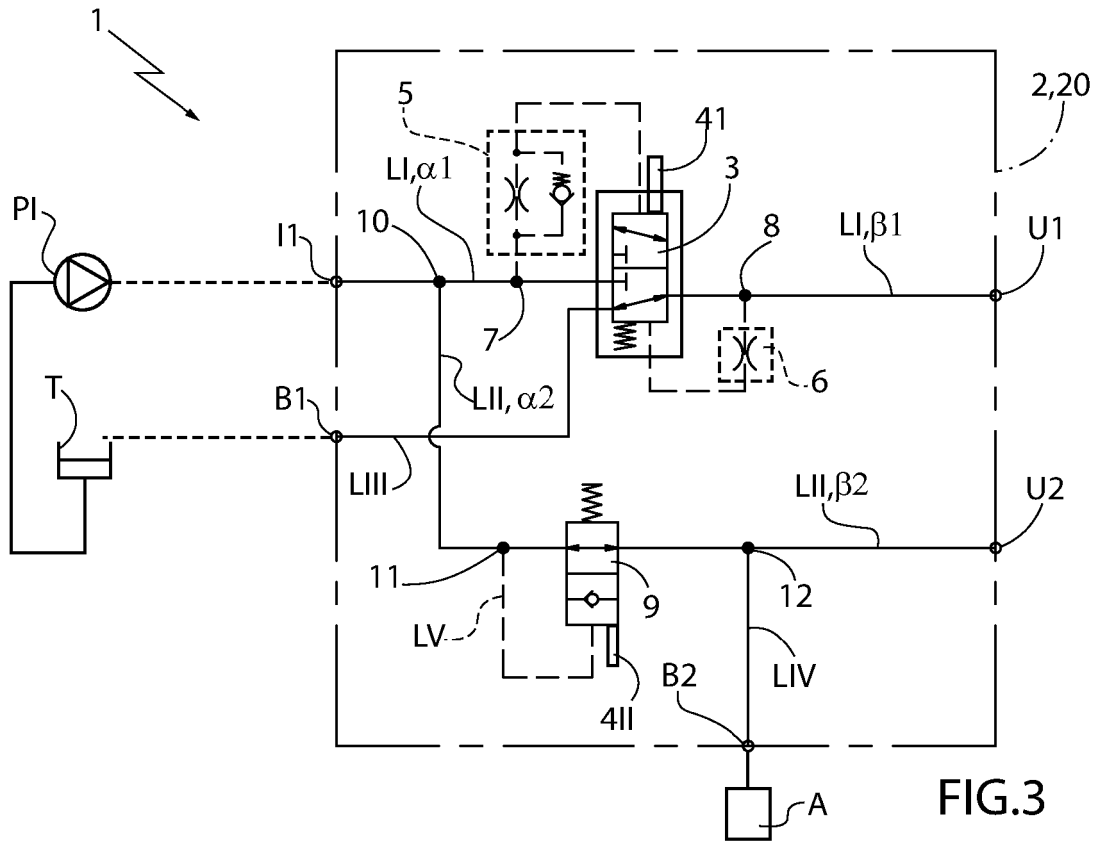 1
2,20
5
41
LI,α1
3
PI
I1
10
8
LI,β1
U1
7
6
T
B1
LII, α2
LIII
LII,β2
U2
11
9
12
LV
LIV
B2
4II
A
FIG.3